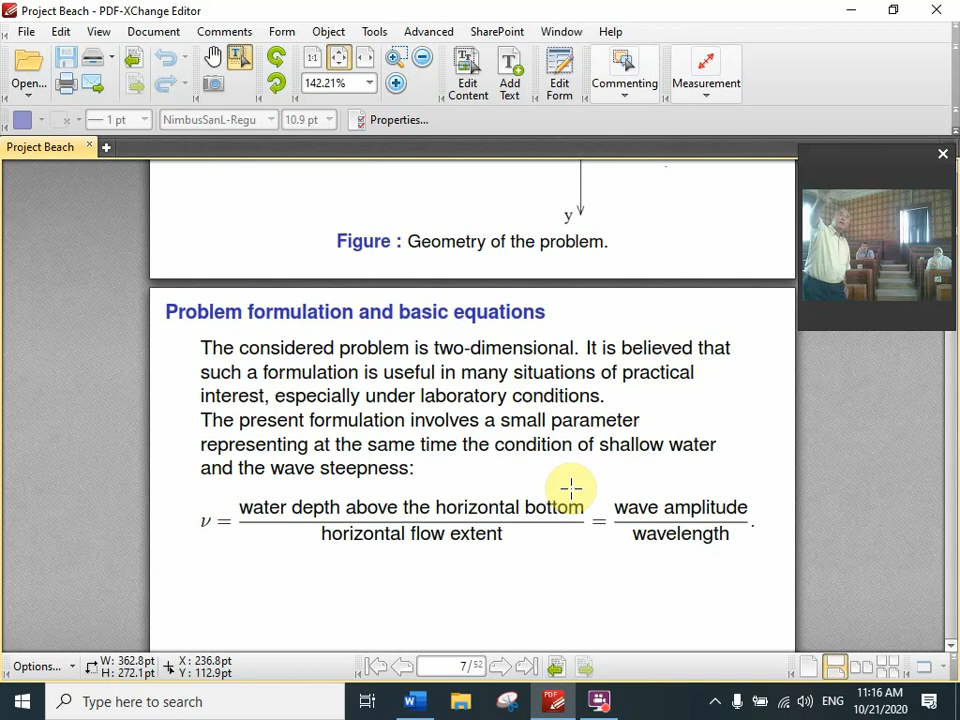 Project Beach - PDF-XChange Editor
File Edit View Document Comments Form Object Tools Advanced SharePoint Window Help
Open... 142.21% Edit Content Add Text Edit Form Commenting Measurement
1 pt NimbusSanL-Regu 10.9 pt Properties...
Project Beach
y
Figure : Geometry of the problem.
Problem formulation and basic equations
The considered problem is two-dimensional. It is believed that
such a formulation is useful in many situations of practical
interest, especially under laboratory conditions.
The present formulation involves a small parameter
representing at the same time the condition of shallow water
and the wave steepness:
ν = water depth above the horizontal bottom / horizontal flow extent = wave amplitude / wavelength .
Options... W: 362.8pt X: 236.8pt 7/52
H: 272.1pt Y: 112.9pt
Type here to search ENG 11:16 AM
10/21/2020